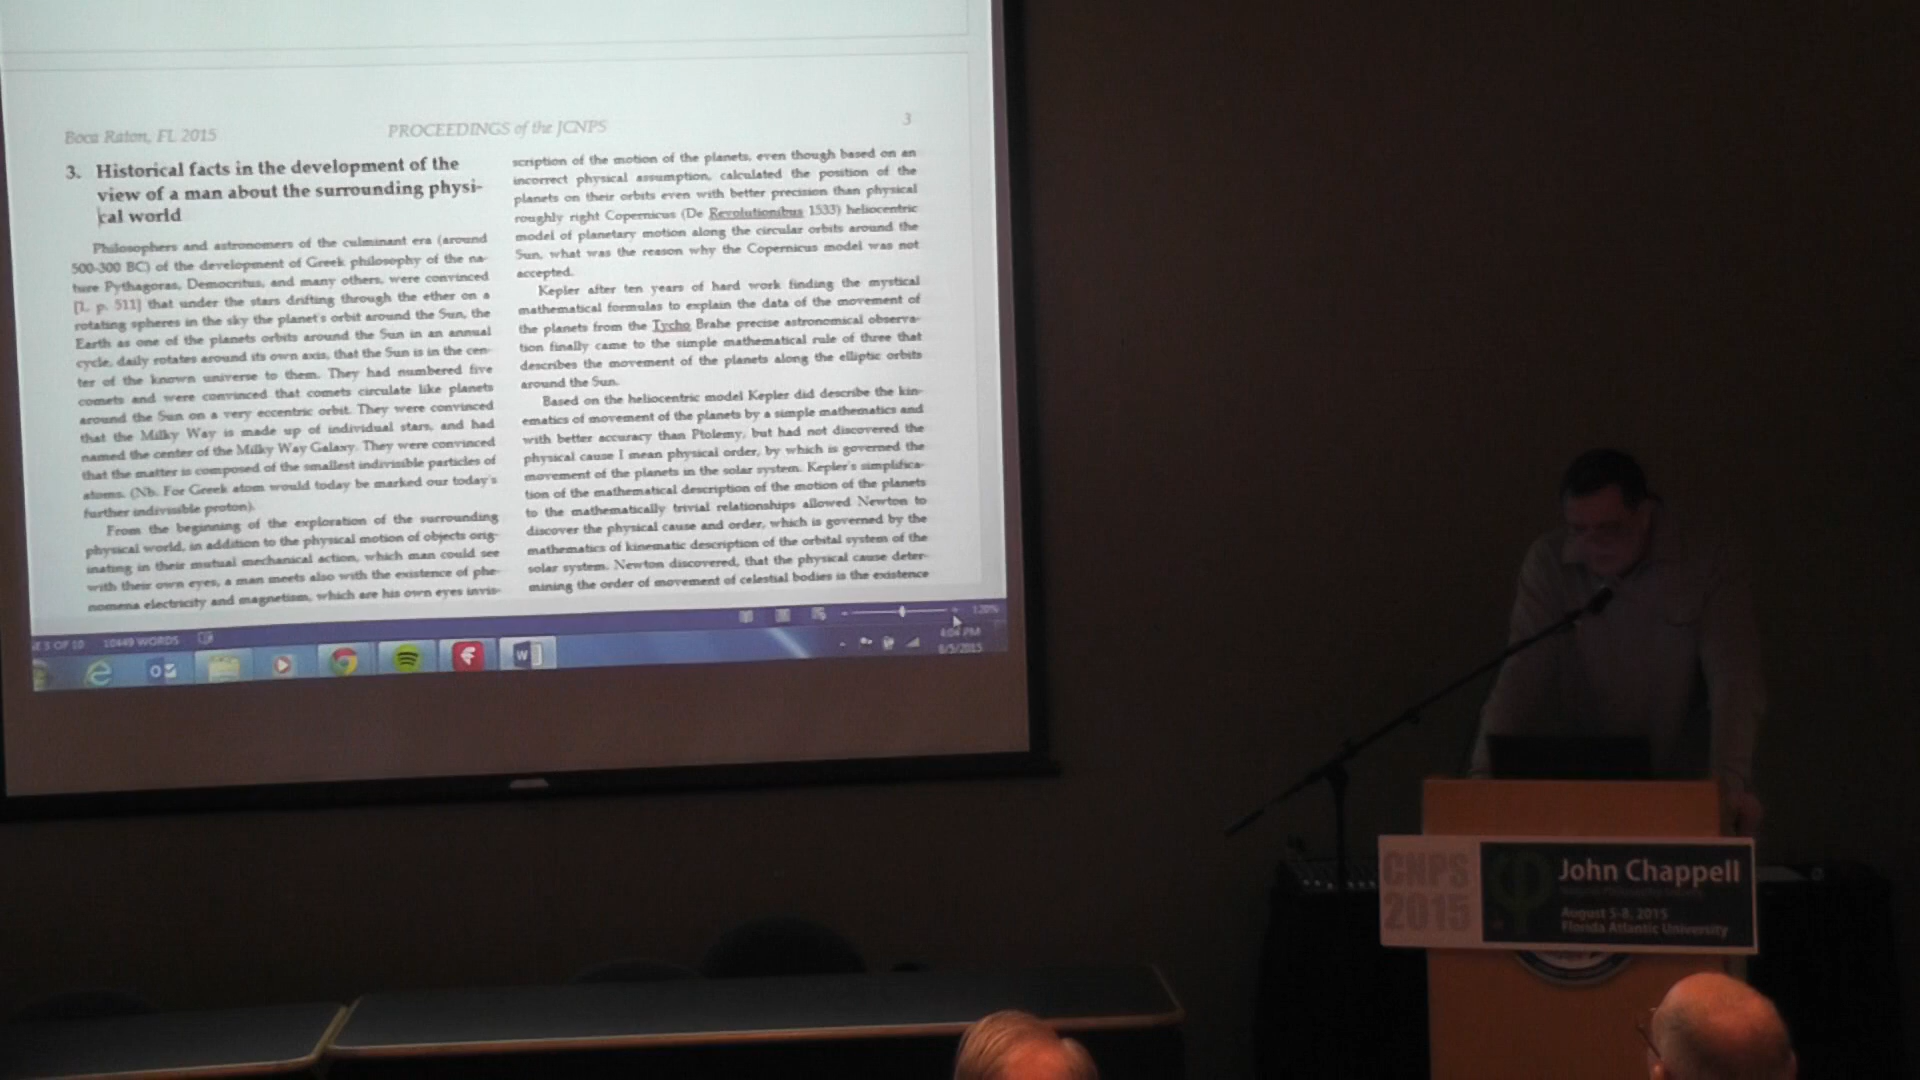 Boca Raton, FL 2015
PROCEEDINGS of the JCNPS
3
3. Historical facts in the development of the
view of a man about the surrounding physi-
cal world
Philosophers and astronomers of the culminant era (around
500-300 BC) of the development of Greek philosophy of the na-
ture Pythagoras, Democritus, and many others, were convinced
[1, p. 511] that under the stars drifting through the ether on a
rotating spheres in the sky the planet's orbit around the Sun, the
Earth as one of the planets orbits around the Sun in an annual
cycle, daily rotates around its own axis, that the Sun is in the cen-
ter of the known universe to them. They had numbered five
comets and were convinced that comets circulate like planets
around the Sun on a very eccentric orbit. They were convinced
that the Milky Way is made up of individual stars, and had
named the center of the Milky Way Galaxy. They were convinced
that the matter is composed of the smallest indivisible particles of
atoms. (Nb. For Greek atom would today be marked our today's
further indivisible proton).
From the beginning of the exploration of the surrounding
physical world, in addition to the physical motion of objects orig-
inating in their mutual mechanical action, which man could see
with their own eyes, a man meets also with the existence of phe-
nomena electricity and magnetism, which are his own eyes invis-
scription of the motion of the planets, even though based on an
incorrect physical assumption, calculated the position of the
planets on their orbits even with better precision than physical
roughly right Copernicus (De Revolutionibus 1533) heliocentric
model of planetary motion along the circular orbits around the
Sun, what was the reason why the Copernicus model was not
accepted.
Kepler after ten years of hard work finding the mystical
mathematical formulas to explain the data of the movement of
the planets from the Tycho Brahe precise astronomical observa-
tion finally came to the simple mathematical rule of three that
describes the movement of the planets along the elliptic orbits
around the Sun.
Based on the heliocentric model Kepler did describe the kin-
ematics of movement of the planets by a simple mathematics and
with better accuracy than Ptolemy, but had not discovered the
physical cause I mean physical order, by which is governed the
movement of the planets in the solar system. Kepler's simplifica-
tion of the mathematical description of the motion of the planets
to the mathematically trivial relationships allowed Newton to
discover the physical cause and order, which is governed by the
mathematics of kinematic description of the orbital system of the
solar system. Newton discovered, that the physical cause deter-
mining the order of movement of celestial bodies is the existence
3 OF 10 10449 WORDS
120%
4:04 PM
8/5/2015
CNPS
2015
John Chappell
August 5-8, 2015
Florida Atlantic University